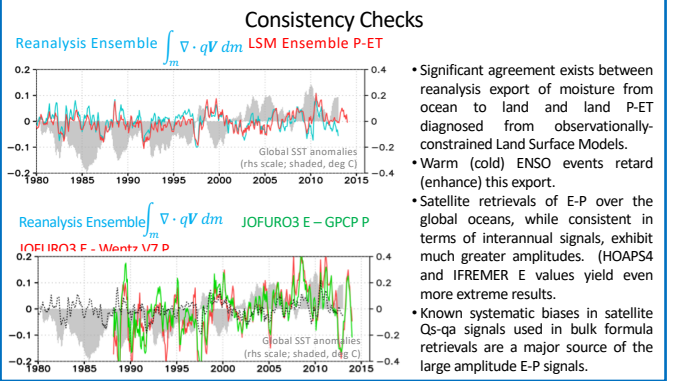 Consistency Checks
Reanalysis Ensemble ∫m ∇ · qV dm LSM Ensemble P-ET
0.2
0.1
0
−0.1
−0.2
0.4
0.2
0
−0.2
−0.4
Global SST anomalies
(rhs scale; shaded, deg C)
1980 1985 1990 1995 2000 2005 2010 2015
Reanalysis Ensemble ∫m ∇ · qV dm JOFURO3 E – GPCP P
JOFURO3 E - Wentz V7 P
0.2
0.1
0
−0.1
−0.2
0.4
0.2
0
−0.2
−0.4
Global SST anomalies
(rhs scale; shaded, deg C)
1980 1985 1990 1995 2000 2005 2010 2015
• Significant agreement exists between
reanalysis export of moisture from
ocean to land and land P-ET
diagnosed from observationally-
constrained Land Surface Models.
• Warm (cold) ENSO events retard
(enhance) this export.
• Satellite retrievals of E-P over the
global oceans, while consistent in
terms of interannual signals, exhibit
much greater amplitudes. (HOAPS4
and IFREMER E values yield even
more extreme results.
• Known systematic biases in satellite
Qs-qa signals used in bulk formula
retrievals are a major source of the
large amplitude E-P signals.